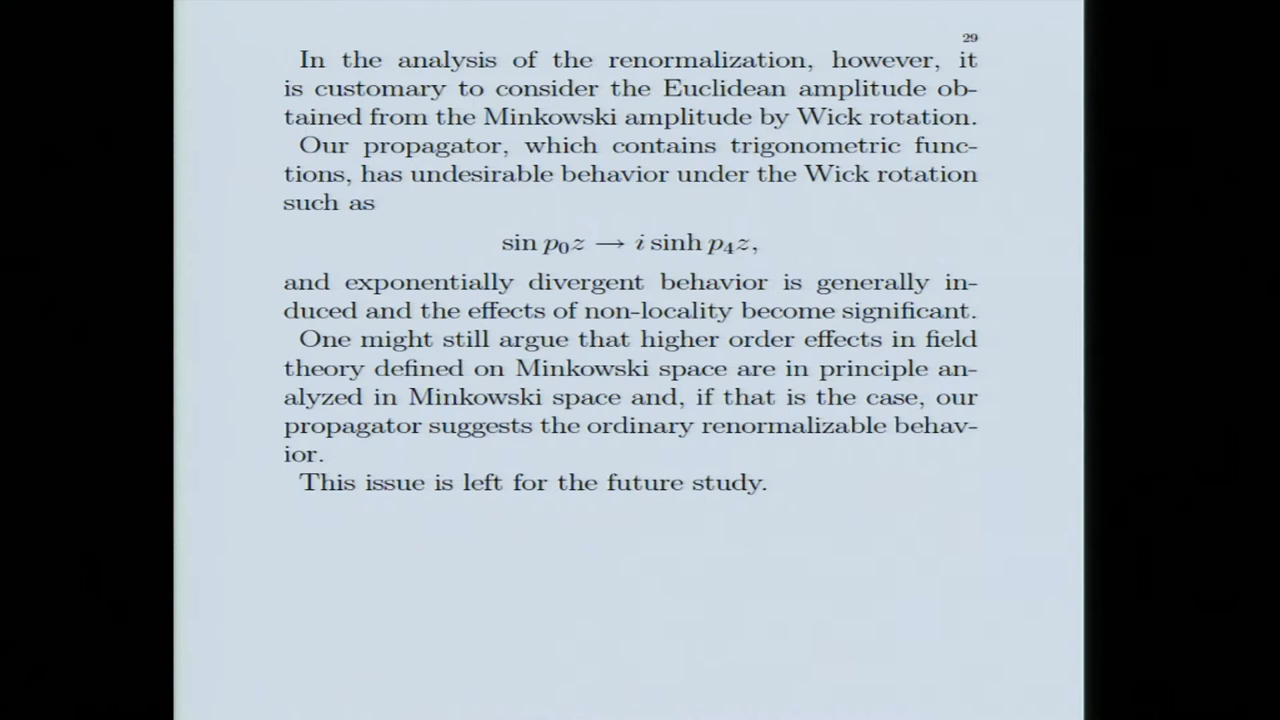 29
In the analysis of the renormalization, however, it
is customary to consider the Euclidean amplitude ob-
tained from the Minkowski amplitude by Wick rotation.
Our propagator, which contains trigonometric func-
tions, has undesirable behavior under the Wick rotation
such as
sin p₀z → i sinh p₄z,
and exponentially divergent behavior is generally in-
duced and the effects of non-locality become significant.
One might still argue that higher order effects in field
theory defined on Minkowski space are in principle an-
alyzed in Minkowski space and, if that is the case, our
propagator suggests the ordinary renormalizable behav-
ior.
This issue is left for the future study.